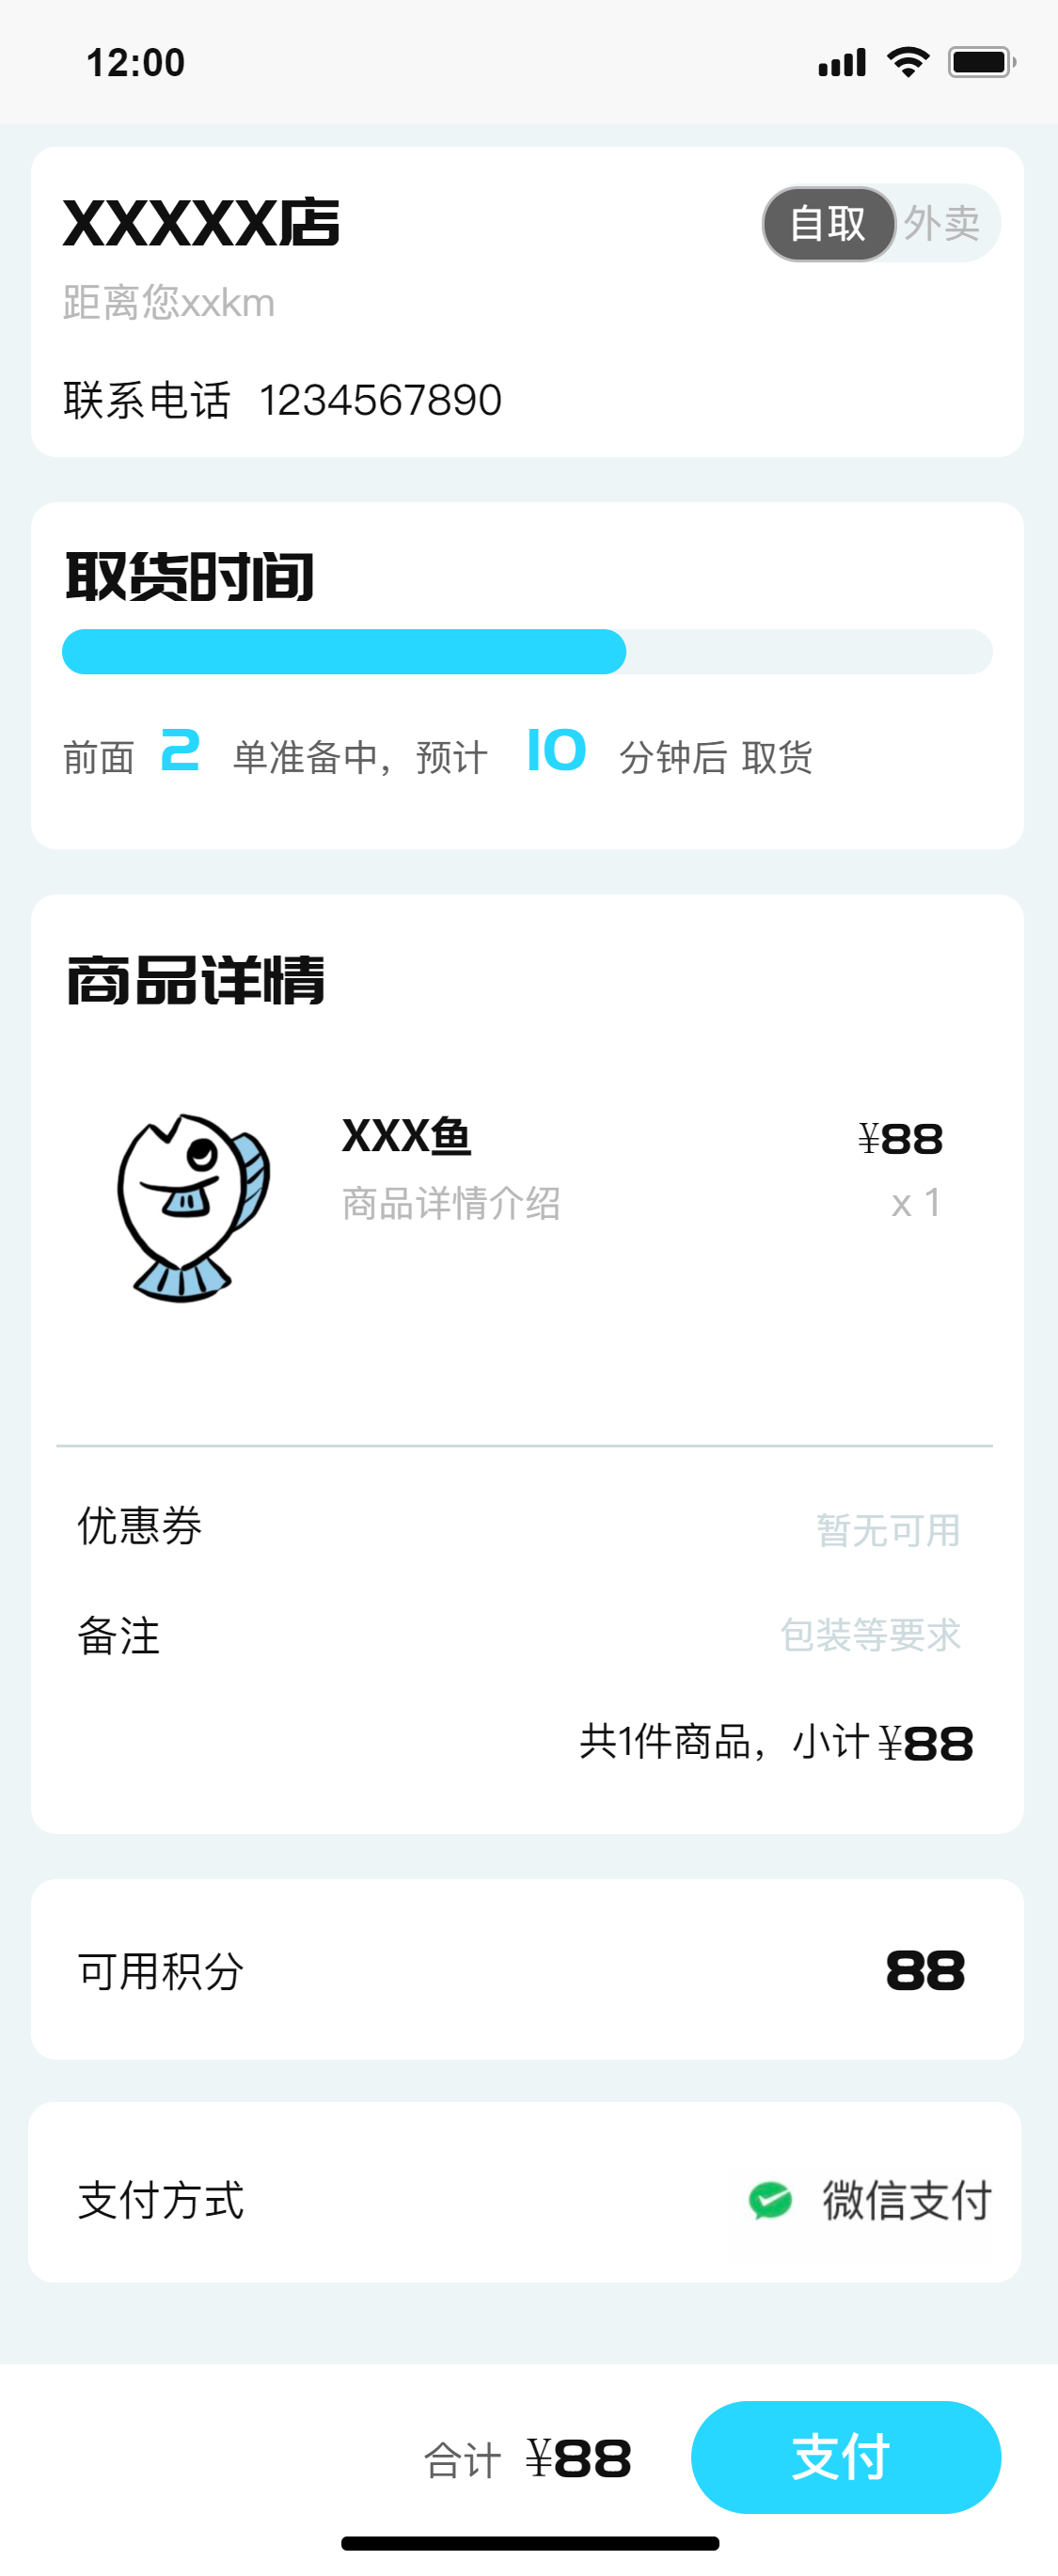 12:00
XXXXX店
自取 外卖
距离您xxkm
联系电话 1234567890
取货时间
前面 2 单准备中，预计 10 分钟后 取货
商品详情
XXX鱼 ¥88
商品详情介绍 x 1
优惠券 暂无可用
备注 包装等要求
共1件商品，小计 ¥88
可用积分 88
支付方式 微信支付
合计 ¥88 支付